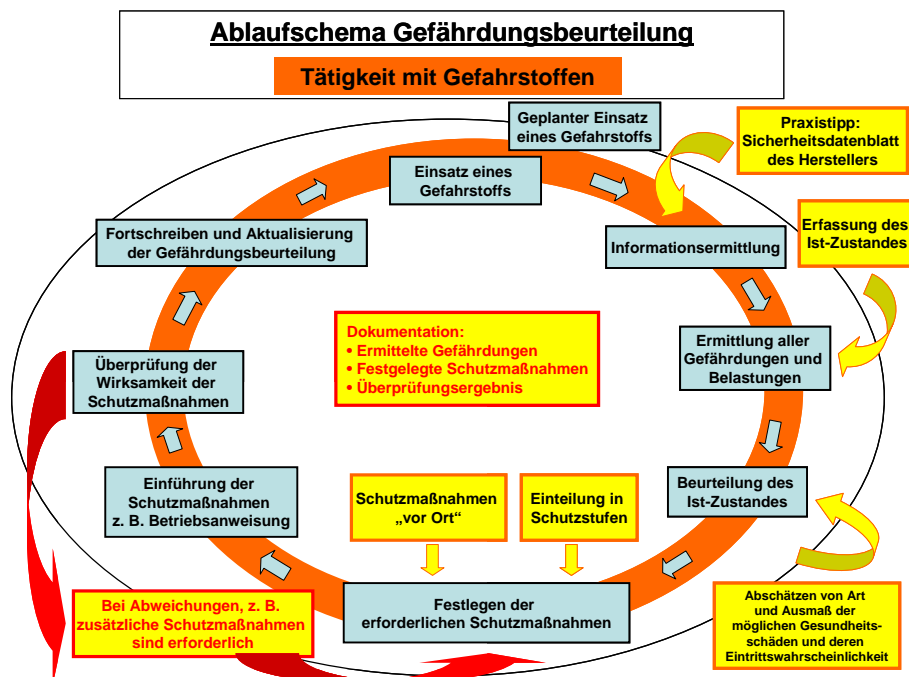 Ablaufschema Gefährdungsbeurteilung
Tätigkeit mit Gefahrstoffen
Geplanter Einsatz
eines Gefahrstoffs
Praxistipp:
Sicherheitsdatenblatt
des Herstellers
Einsatz eines
Gefahrstoffs
Fortschreiben und Aktualisierung
der Gefährdungsbeurteilung
Informationsermittlung
Erfassung des
Ist-Zustandes
Dokumentation:
• Ermittelte Gefährdungen
• Festgelegte Schutzmaßnahmen
• Überprüfungsergebnis
Ermittlung aller
Gefährdungen und
Belastungen
Überprüfung der
Wirksamkeit der
Schutzmaßnahmen
Einführung der
Schutzmaßnahmen
z. B. Betriebsanweisung
Schutzmaßnahmen
„vor Ort“
Einteilung in
Schutzstufen
Beurteilung des
Ist-Zustandes
Bei Abweichungen, z. B.
zusätzliche Schutzmaßnahmen
sind erforderlich
Festlegen der
erforderlichen Schutzmaßnahmen
Abschätzen von Art
und Ausmaß der
möglichen Gesundheits-
schäden und deren
Eintrittswahrscheinlichkeit